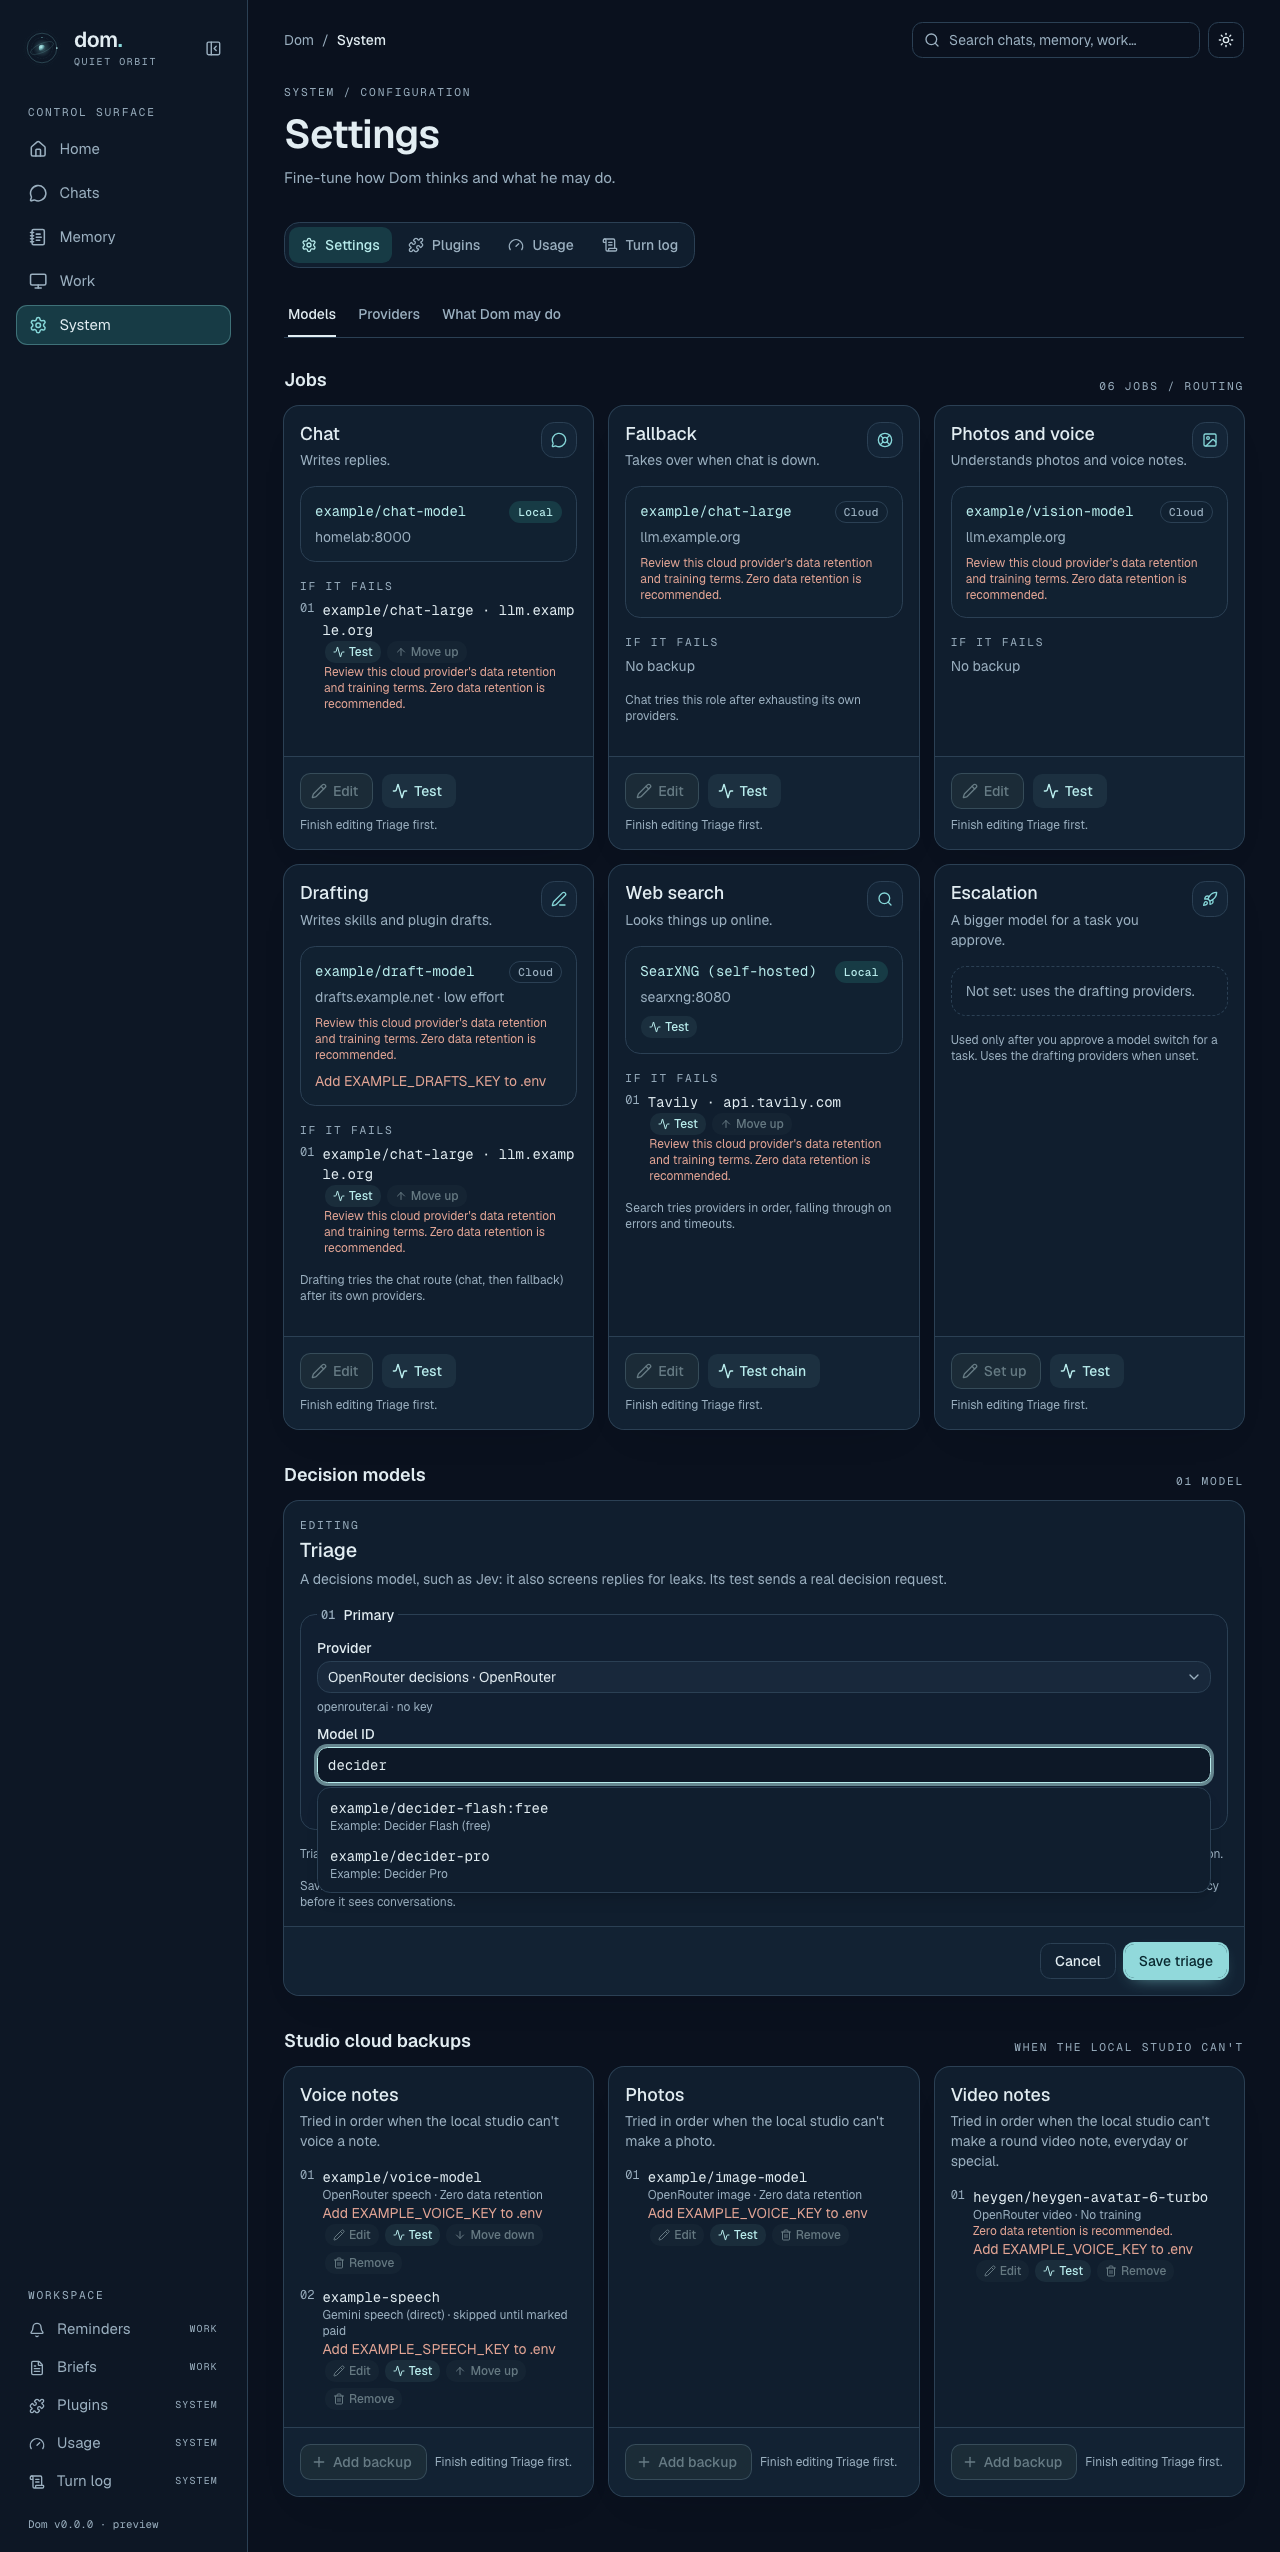 dom.
QUIET ORBIT
CONTROL SURFACE
Home
Chats
Memory
Work
System
Dom / System
Search chats, memory, work…
SYSTEM / CONFIGURATION
Settings
Fine-tune how Dom thinks and what he may do.
Settings
Plugins
Usage
Turn log
Models
Providers
What Dom may do
Jobs
06 JOBS / ROUTING
Chat
Writes replies.
example/chat-model
Local
homelab:8000
IF IT FAILS
01 example/chat-large · llm.examp
le.org
Test
Move up
Review this cloud provider's data retention
and training terms. Zero data retention is
recommended.
Edit
Test
Finish editing Triage first.
Fallback
Takes over when chat is down.
example/chat-large
Cloud
llm.example.org
Review this cloud provider's data retention
and training terms. Zero data retention is
recommended.
IF IT FAILS
No backup
Chat tries this role after exhausting its own
providers.
Edit
Test
Finish editing Triage first.
Photos and voice
Understands photos and voice notes.
example/vision-model
Cloud
llm.example.org
Review this cloud provider's data retention
and training terms. Zero data retention is
recommended.
IF IT FAILS
No backup
Edit
Test
Finish editing Triage first.
Drafting
Writes skills and plugin drafts.
example/draft-model
Cloud
drafts.example.net · low effort
Review this cloud provider's data retention
and training terms. Zero data retention is
recommended.
Add EXAMPLE_DRAFTS_KEY to .env
IF IT FAILS
01 example/chat-large · llm.examp
le.org
Test
Move up
Review this cloud provider's data retention
and training terms. Zero data retention is
recommended.
Drafting tries the chat route (chat, then fallback)
after its own providers.
Edit
Test
Finish editing Triage first.
Web search
Looks things up online.
SearXNG (self-hosted)
Local
searxng:8080
Test
IF IT FAILS
01 Tavily · api.tavily.com
Test
Move up
Review this cloud provider's data retention
and training terms. Zero data retention is
recommended.
Search tries providers in order, falling through on
errors and timeouts.
Edit
Test chain
Finish editing Triage first.
Escalation
A bigger model for a task you
approve.
Not set: uses the drafting providers.
Used only after you approve a model switch for a
task. Uses the drafting providers when unset.
Set up
Test
Finish editing Triage first.
Decision models
01 MODEL
EDITING
Triage
A decisions model, such as Jev: it also screens replies for leaks. Its test sends a real decision request.
01 Primary
Provider
OpenRouter decisions · OpenRouter
openrouter.ai · no key
Model ID
decider
example/decider-flash:free
Example: Decider Flash (free)
example/decider-pro
Example: Decider Pro
before it sees conversations.
Cancel
Save triage
Studio cloud backups
WHEN THE LOCAL STUDIO CAN'T
Voice notes
Tried in order when the local studio can't
voice a note.
01 example/voice-model
OpenRouter speech · Zero data retention
Add EXAMPLE_VOICE_KEY to .env
Edit
Test
Move down
Remove
02 example-speech
Gemini speech (direct) · skipped until marked
paid
Add EXAMPLE_SPEECH_KEY to .env
Edit
Test
Move up
Remove
Add backup
Finish editing Triage first.
Photos
Tried in order when the local studio can't
make a photo.
01 example/image-model
OpenRouter image · Zero data retention
Add EXAMPLE_VOICE_KEY to .env
Edit
Test
Remove
Add backup
Finish editing Triage first.
Video notes
Tried in order when the local studio can't
make a round video note, everyday or
special.
01 heygen/heygen-avatar-6-turbo
OpenRouter video · No training
Zero data retention is recommended.
Add EXAMPLE_VOICE_KEY to .env
Edit
Test
Remove
Add backup
Finish editing Triage first.
WORKSPACE
Reminders WORK
Briefs WORK
Plugins SYSTEM
Usage SYSTEM
Turn log SYSTEM
Dom v0.0.0 · preview